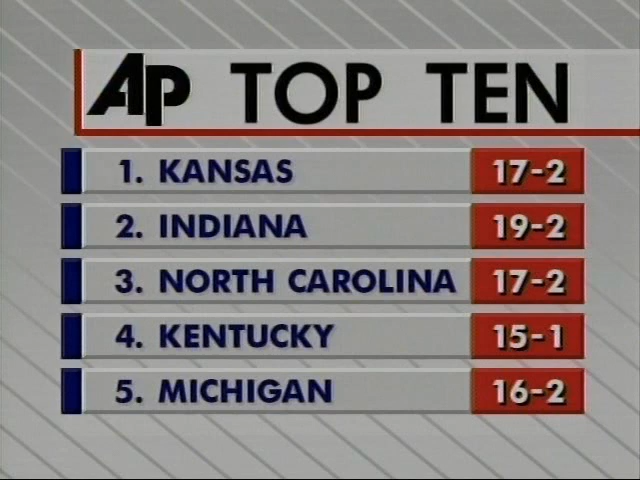 AP TOP TEN
1. KANSAS 17-2
2. INDIANA 19-2
3. NORTH CAROLINA 17-2
4. KENTUCKY 15-1
5. MICHIGAN 16-2